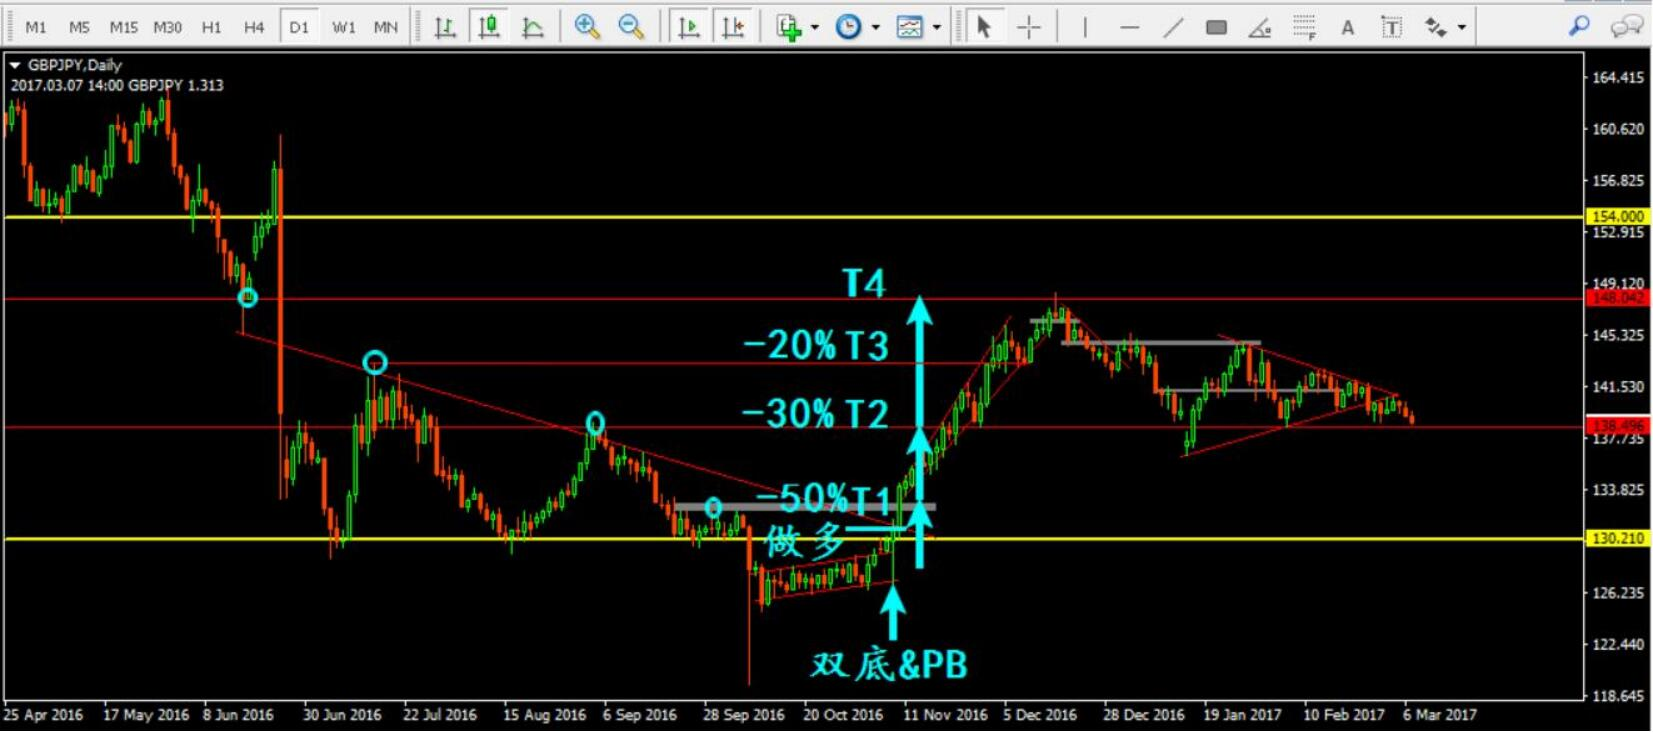 M1 M5 M15 M30 H1 H4 D1 W1 MN A T
GBPJPY,Daily
2017.03.07 14:00 GBPJPY 1.313
164.415
160.620
156.825
154.000
152.915
149.120
148.042
145.325
141.530
138.496
137.735
133.825
130.210
126.235
122.440
118.645
T4
-20% T3
-30% T2
-50%T1
做多
双底&PB
25 Apr 2016 17 May 2016 8 Jun 2016 30 Jun 2016 22 Jul 2016 15 Aug 2016 6 Sep 2016 28 Sep 2016 20 Oct 2016 11 Nov 2016 5 Dec 2016 28 Dec 2016 19 Jan 2017 10 Feb 2017 6 Mar 2017